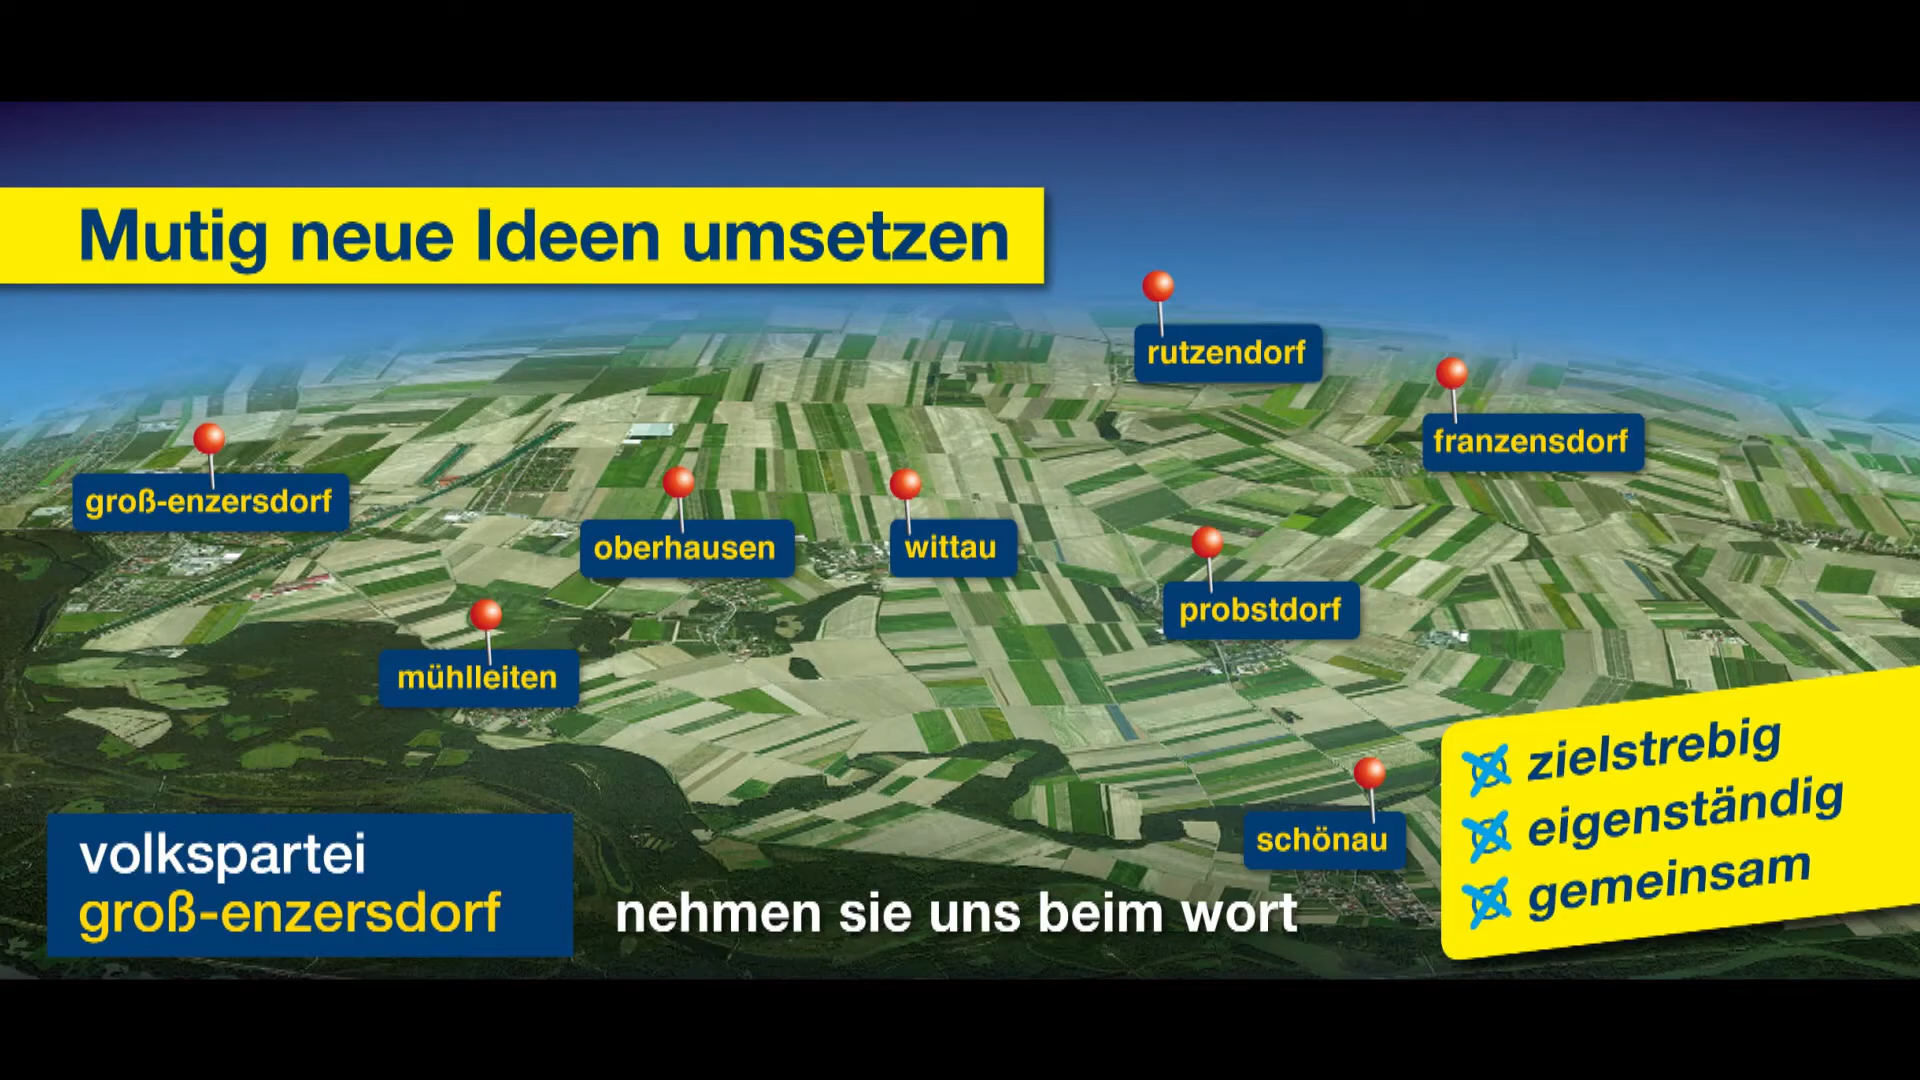 Mutig neue Ideen umsetzen
rutzendorf
franzensdorf
groß-enzersdorf
oberhausen
wittau
probstdorf
mühlleiten
schönau
zielstrebig
eigenständig
gemeinsam
volkspartei
groß-enzersdorf
nehmen sie uns beim wort